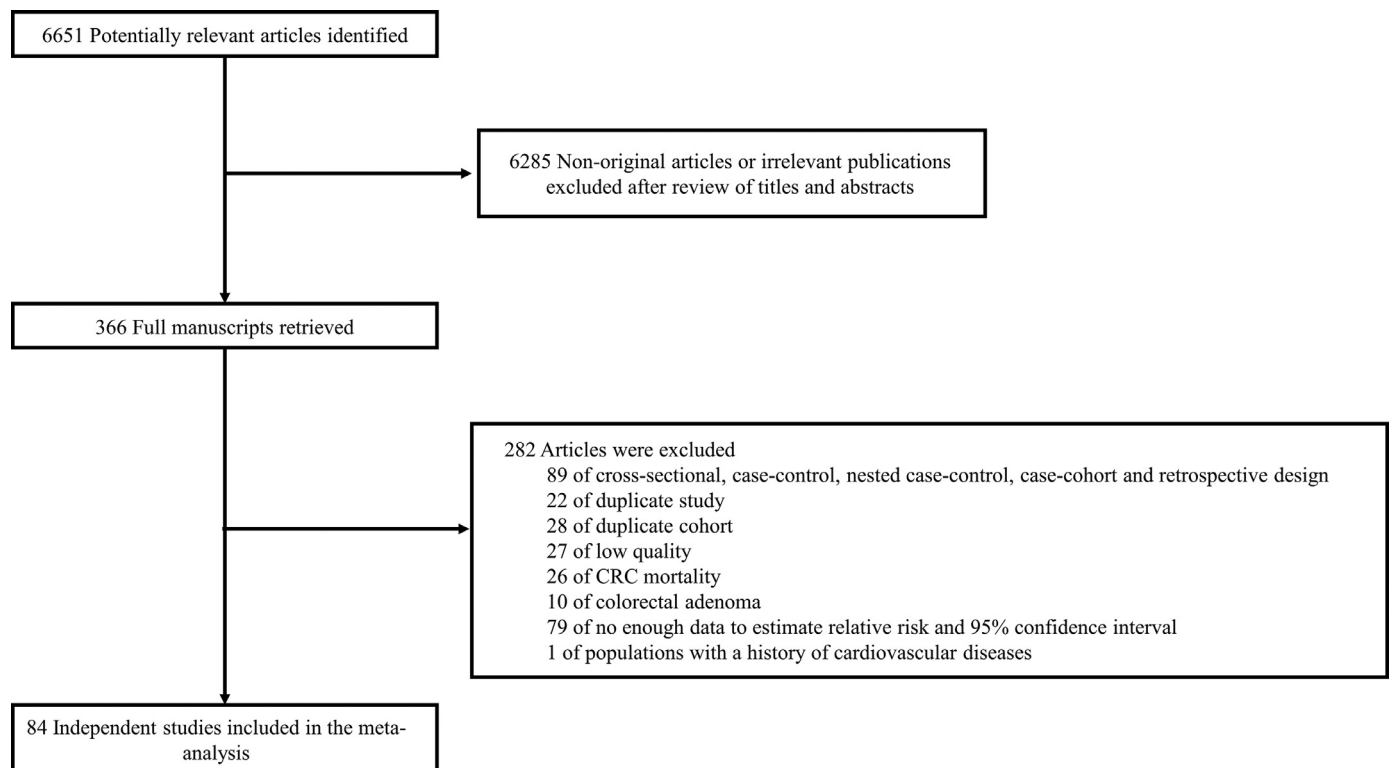 6651 Potentially relevant articles identified
6285 Non-original articles or irrelevant publications
excluded after review of titles and abstracts
366 Full manuscripts retrieved
282 Articles were excluded
89 of cross-sectional, case-control, nested case-control, case-cohort and retrospective design
22 of duplicate study
28 of duplicate cohort
27 of low quality
26 of CRC mortality
10 of colorectal adenoma
79 of no enough data to estimate relative risk and 95% confidence interval
1 of populations with a history of cardiovascular diseases
84 Independent studies included in the meta-
analysis